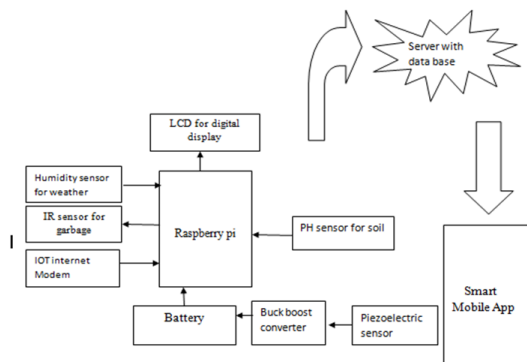 Server with
data base
LCD for digital
display
Humidity sensor
for weather
IR sensor for
garbage
IOT internet
Modem
Raspberry pi
PH sensor for soil
Battery
Buck boost
converter
Piezoelectric
sensor
Smart
Mobile App